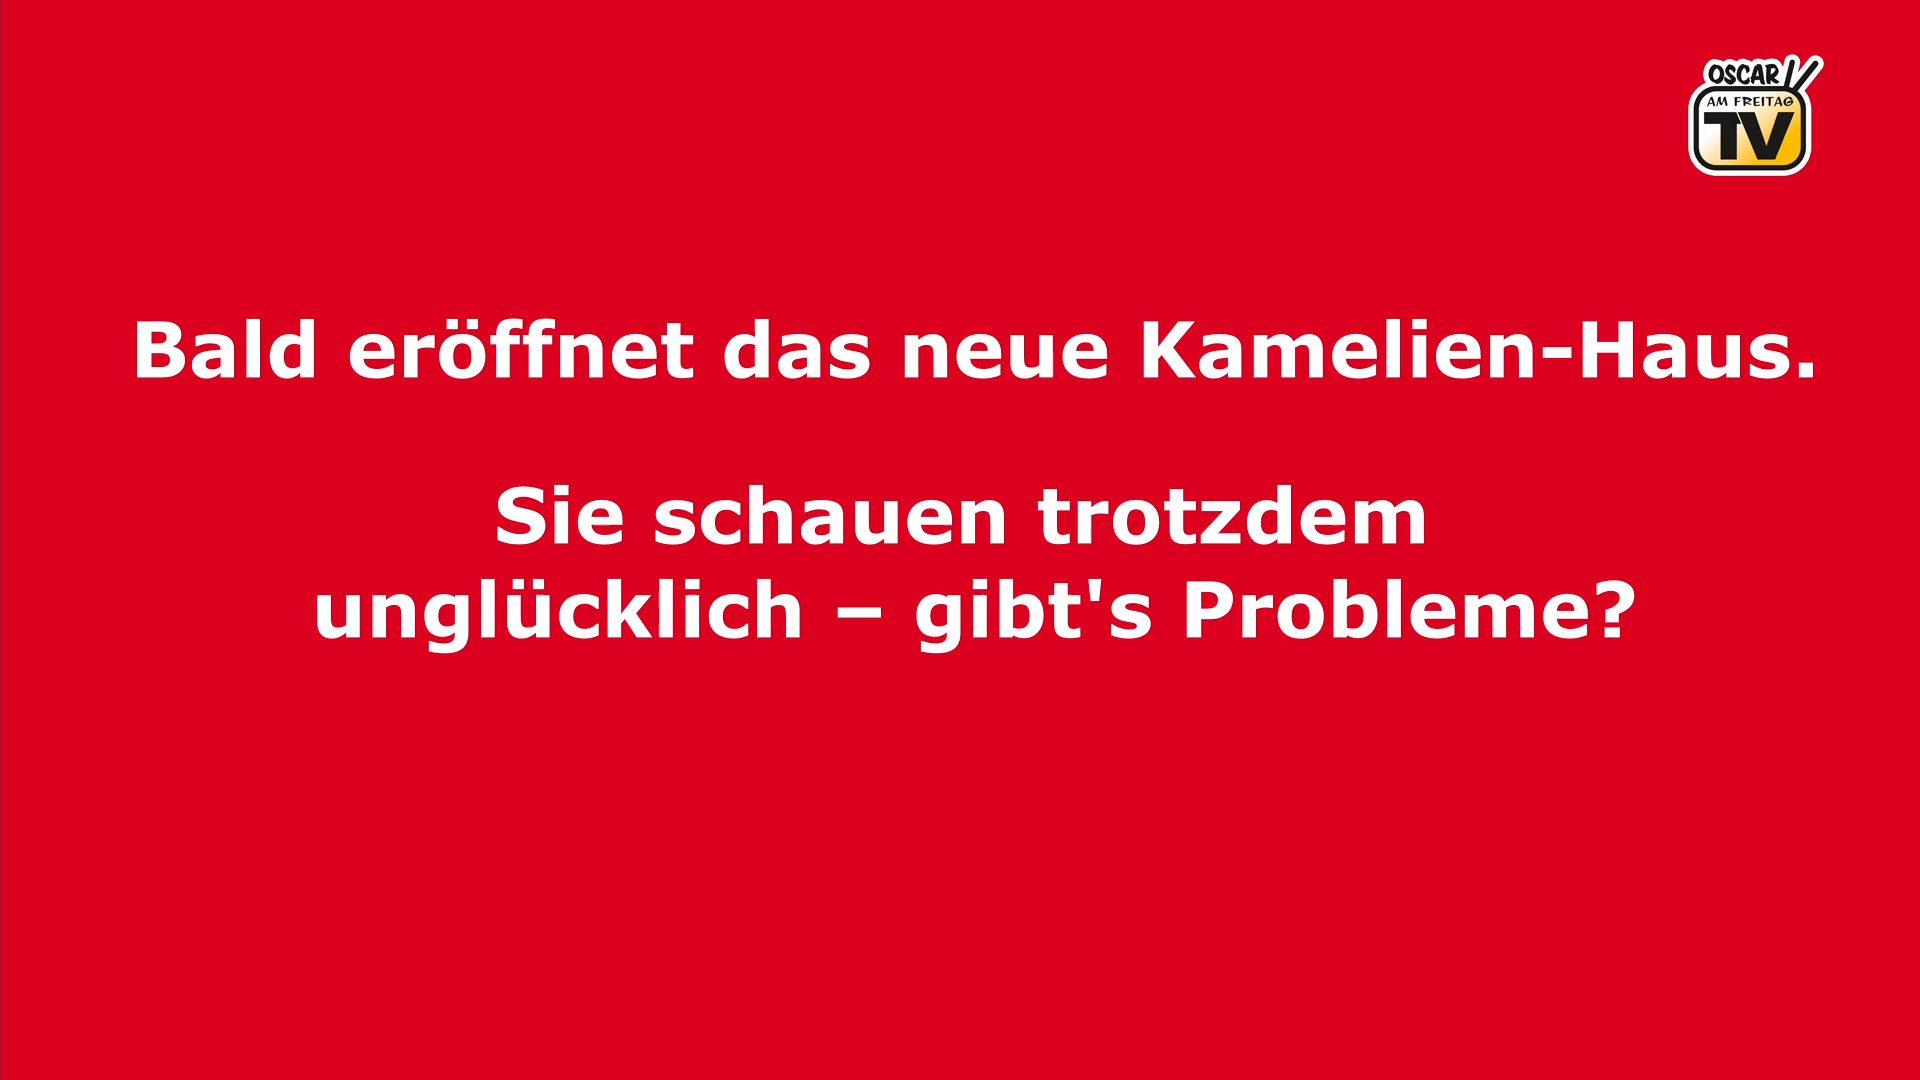 OSCAR
AM FREITAG
TV
Bald eröffnet das neue Kamelien-Haus.
Sie schauen trotzdem
unglücklich – gibt's Probleme?